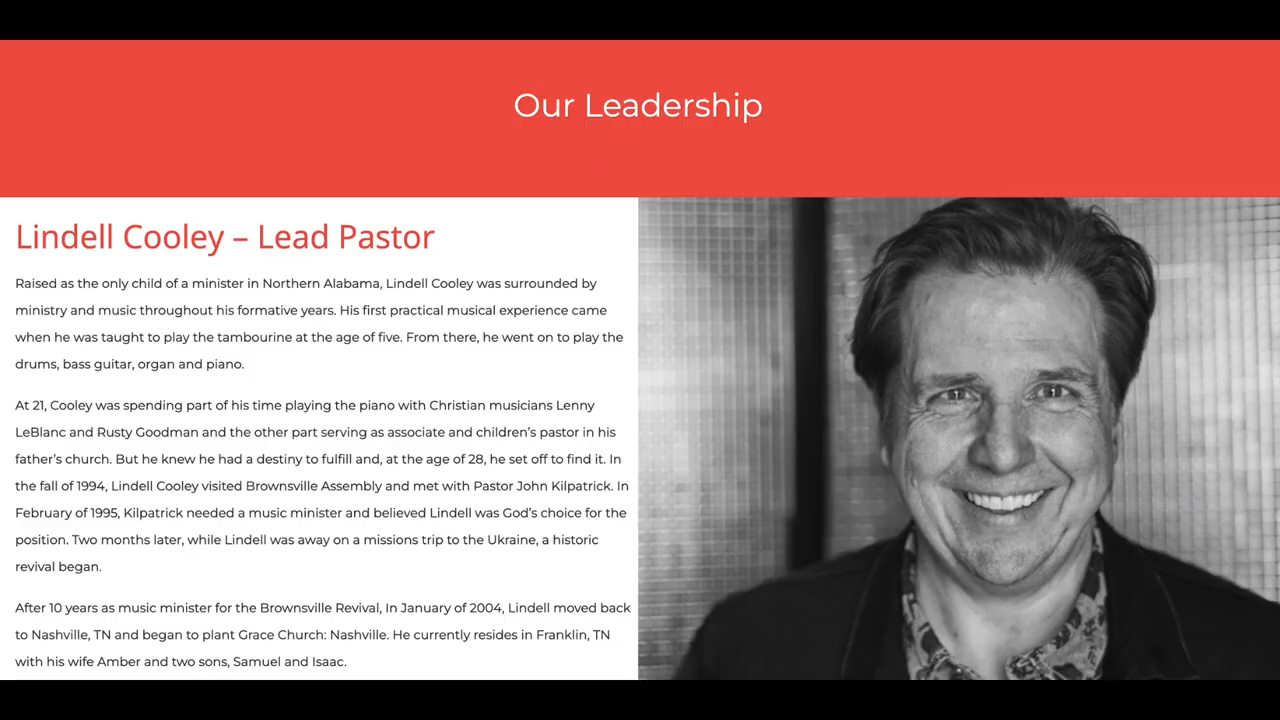 Our Leadership
Lindell Cooley – Lead Pastor
Raised as the only child of a minister in Northern Alabama, Lindell Cooley was surrounded by
ministry and music throughout his formative years. His first practical musical experience came
when he was taught to play the tambourine at the age of five. From there, he went on to play the
drums, bass guitar, organ and piano.
At 21, Cooley was spending part of his time playing the piano with Christian musicians Lenny
LeBlanc and Rusty Goodman and the other part serving as associate and children’s pastor in his
father’s church. But he knew he had a destiny to fulfill and, at the age of 28, he set off to find it. In
the fall of 1994, Lindell Cooley visited Brownsville Assembly and met with Pastor John Kilpatrick. In
February of 1995, Kilpatrick needed a music minister and believed Lindell was God’s choice for the
position. Two months later, while Lindell was away on a missions trip to the Ukraine, a historic
revival began.
After 10 years as music minister for the Brownsville Revival, In January of 2004, Lindell moved back
to Nashville, TN and began to plant Grace Church: Nashville. He currently resides in Franklin, TN
with his wife Amber and two sons, Samuel and Isaac.